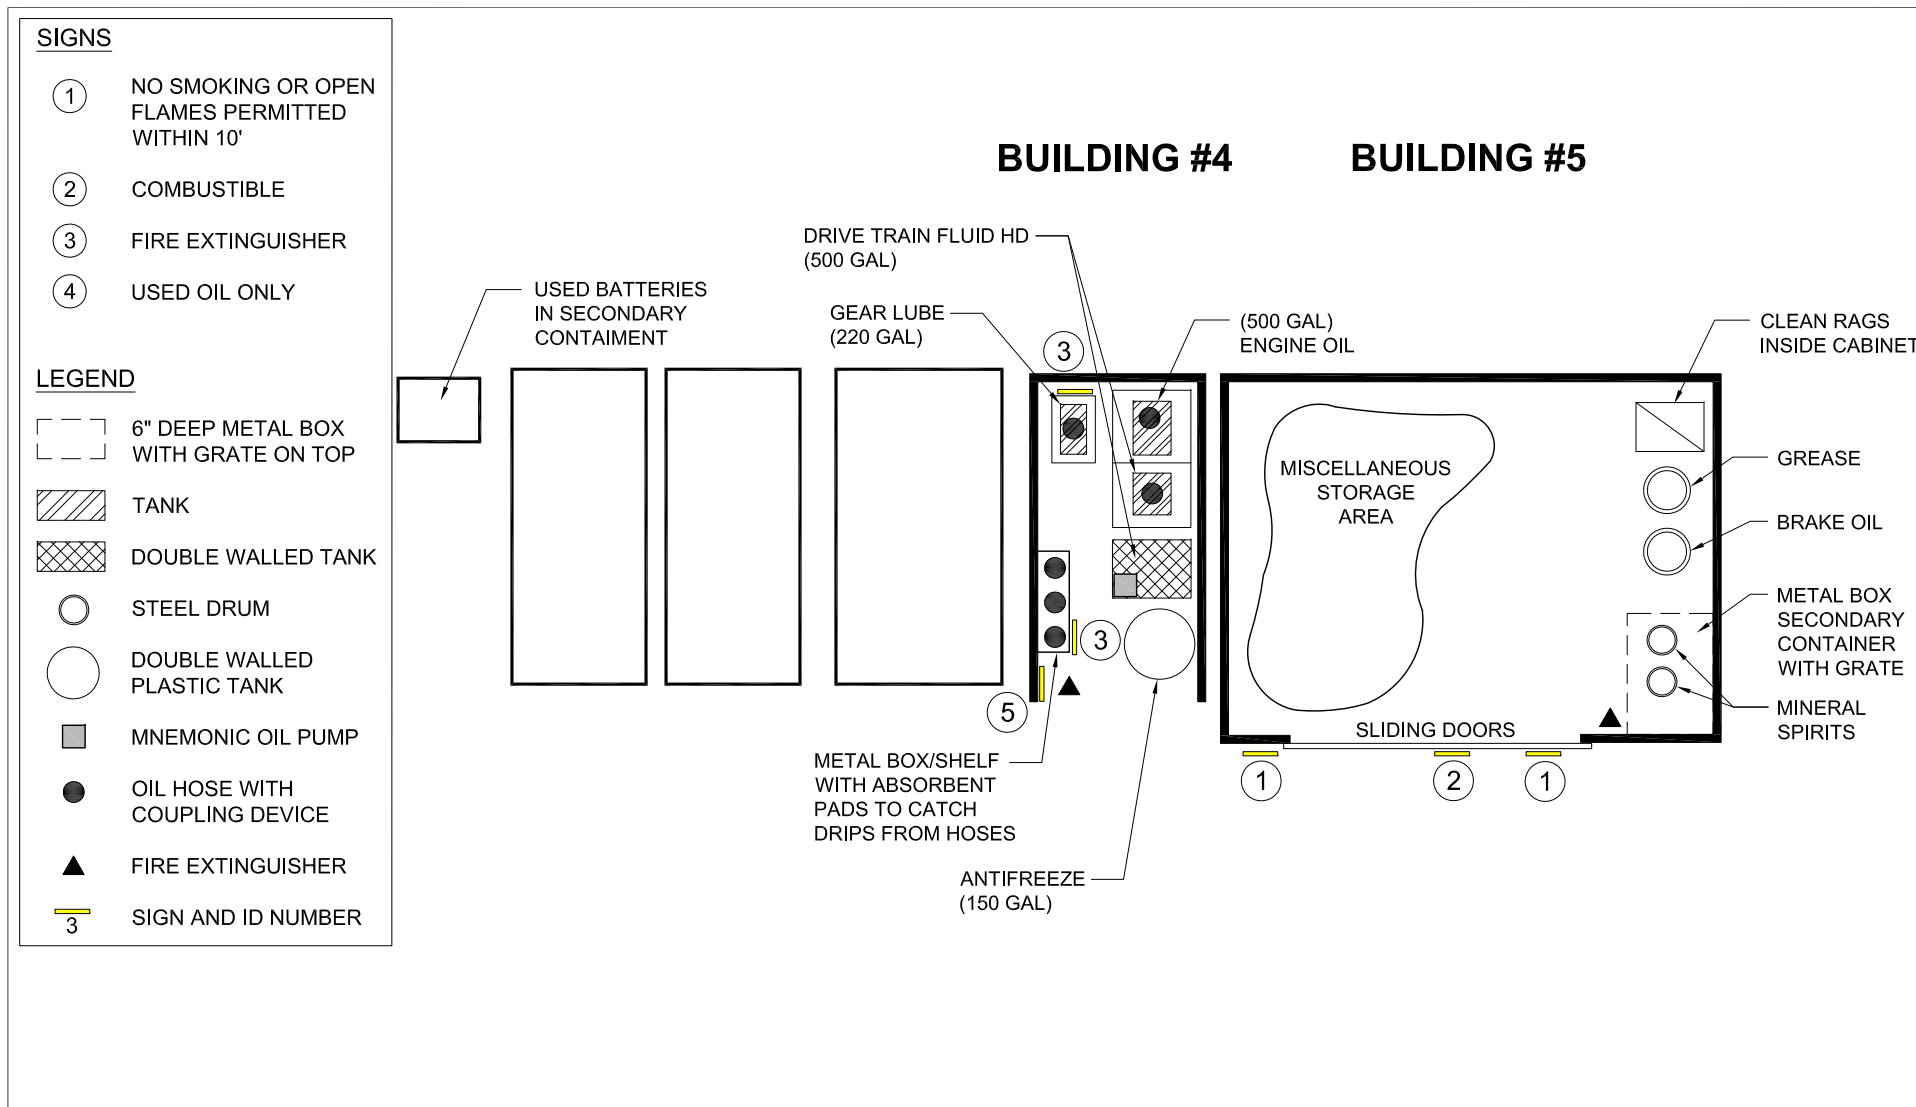 SIGNS
1
NO SMOKING OR OPEN
FLAMES PERMITTED
WITHIN 10'
2
COMBUSTIBLE
3
FIRE EXTINGUISHER
4
USED OIL ONLY
LEGEND
6" DEEP METAL BOX
WITH GRATE ON TOP
TANK
DOUBLE WALLED TANK
STEEL DRUM
DOUBLE WALLED
PLASTIC TANK
MNEMONIC OIL PUMP
OIL HOSE WITH
COUPLING DEVICE
FIRE EXTINGUISHER
3
SIGN AND ID NUMBER
BUILDING #4
BUILDING #5
USED BATTERIES
IN SECONDARY
CONTAIMENT
DRIVE TRAIN FLUID HD
(500 GAL)
GEAR LUBE
(220 GAL)
3
(500 GAL)
ENGINE OIL
3
5
METAL BOX/SHELF
WITH ABSORBENT
PADS TO CATCH
DRIPS FROM HOSES
ANTIFREEZE
(150 GAL)
MISCELLANEOUS
STORAGE
AREA
SLIDING DOORS
1
2
1
CLEAN RAGS
INSIDE CABINET
GREASE
BRAKE OIL
METAL BOX
SECONDARY
CONTAINER
WITH GRATE
MINERAL
SPIRITS